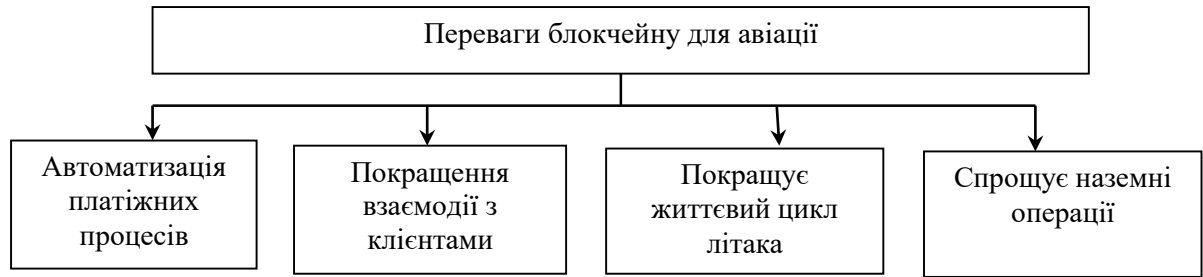 Переваги блокчейну для авіації
Автоматизація
платіжних
процесів
Покращення
взаємодії з
клієнтами
Покращує
життєвий цикл
літака
Спрощує наземні
операції